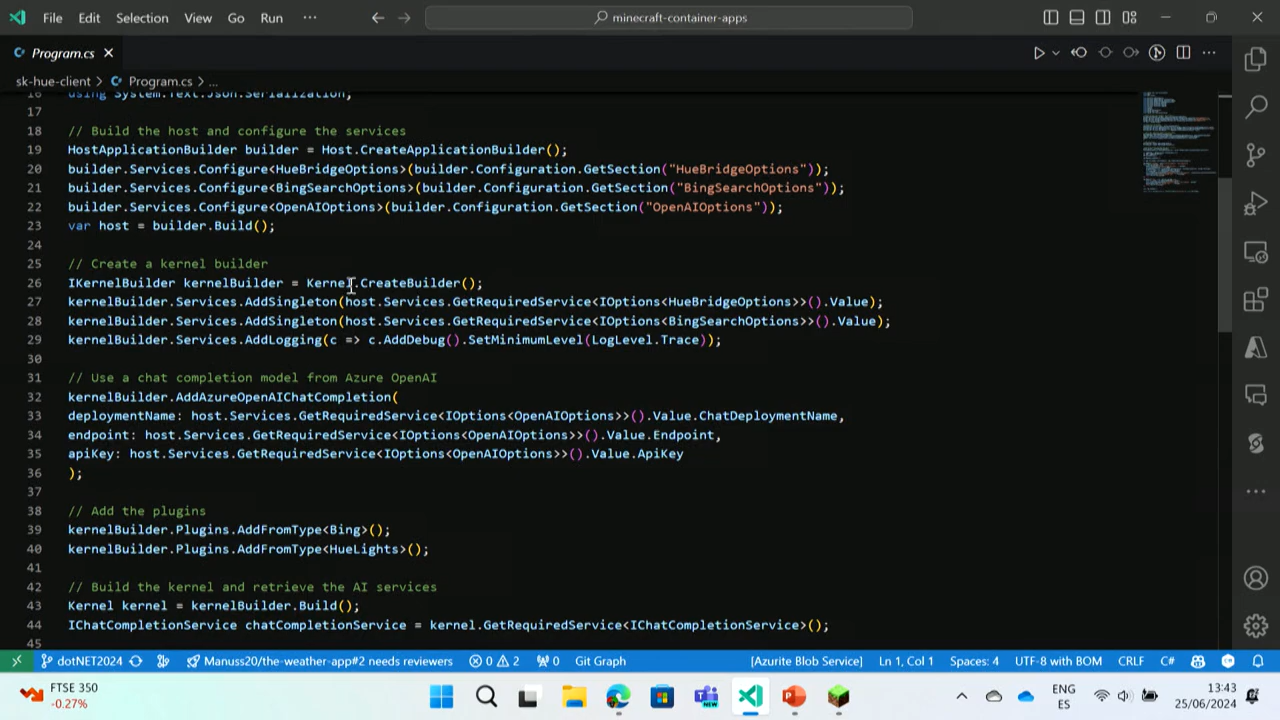 File Edit Selection View Go Run ··· minecraft-container-apps
Program.cs
sk-hue-client > Program.cs > ...
16 using System.Text.Json.Serialization;
17
18 // Build the host and configure the services
19 HostApplicationBuilder builder = Host.CreateApplicationBuilder();
20 builder.Services.Configure<HueBridgeOptions>(builder.Configuration.GetSection("HueBridgeOptions"));
21 builder.Services.Configure<BingSearchOptions>(builder.Configuration.GetSection("BingSearchOptions"));
22 builder.Services.Configure<OpenAIOptions>(builder.Configuration.GetSection("OpenAIOptions"));
23 var host = builder.Build();
24
25 // Create a kernel builder
26 IKernelBuilder kernelBuilder = Kernel.CreateBuilder();
27 kernelBuilder.Services.AddSingleton(host.Services.GetRequiredService<IOptions<HueBridgeOptions>>().Value);
28 kernelBuilder.Services.AddSingleton(host.Services.GetRequiredService<IOptions<BingSearchOptions>>().Value);
29 kernelBuilder.Services.AddLogging(c => c.AddDebug().SetMinimumLevel(LogLevel.Trace));
30
31 // Use a chat completion model from Azure OpenAI
32 kernelBuilder.AddAzureOpenAIChatCompletion(
33 deploymentName: host.Services.GetRequiredService<IOptions<OpenAIOptions>>().Value.ChatDeploymentName,
34 endpoint: host.Services.GetRequiredService<IOptions<OpenAIOptions>>().Value.Endpoint,
35 apiKey: host.Services.GetRequiredService<IOptions<OpenAIOptions>>().Value.ApiKey
36 );
37
38 // Add the plugins
39 kernelBuilder.Plugins.AddFromType<Bing>();
40 kernelBuilder.Plugins.AddFromType<HueLights>();
41
42 // Build the kernel and retrieve the AI services
43 Kernel kernel = kernelBuilder.Build();
44 IChatCompletionService chatCompletionService = kernel.GetRequiredService<IChatCompletionService>();
45
dotNET2024 Manuss20/the-weather-app#2 needs reviewers 0 2 0 Git Graph [Azurite Blob Service] Ln 1, Col 1 Spaces: 4 UTF-8 with BOM CRLF C#
FTSE 350
-0.27%
NEW
ENG
ES
13:43
25/06/2024